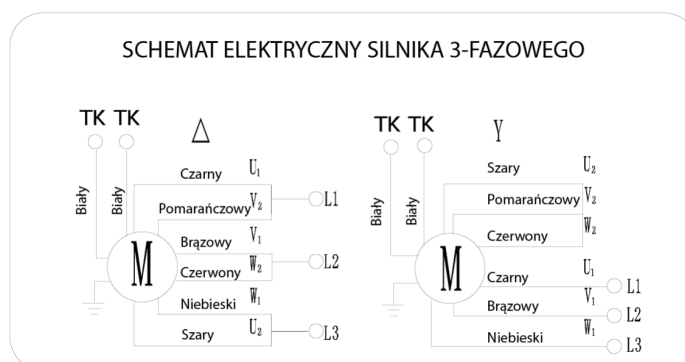 SCHEMAT ELEKTRYCZNY SILNIKA 3-FAZOWEGO
TK TK Δ
Biały
Biały
Czarny U₁
Pomarańczowy V₂ L1
Brązowy V₁
Czerwony W₂ L2
Niebieski W₁
Szary U₂ L3
M
TK TK Y
Biały
Biały
Szary U₂
Pomarańczowy V₂
Czerwony W₂
Czarny U₁ L1
Brązowy V₁ L2
Niebieski W₁ L3
M